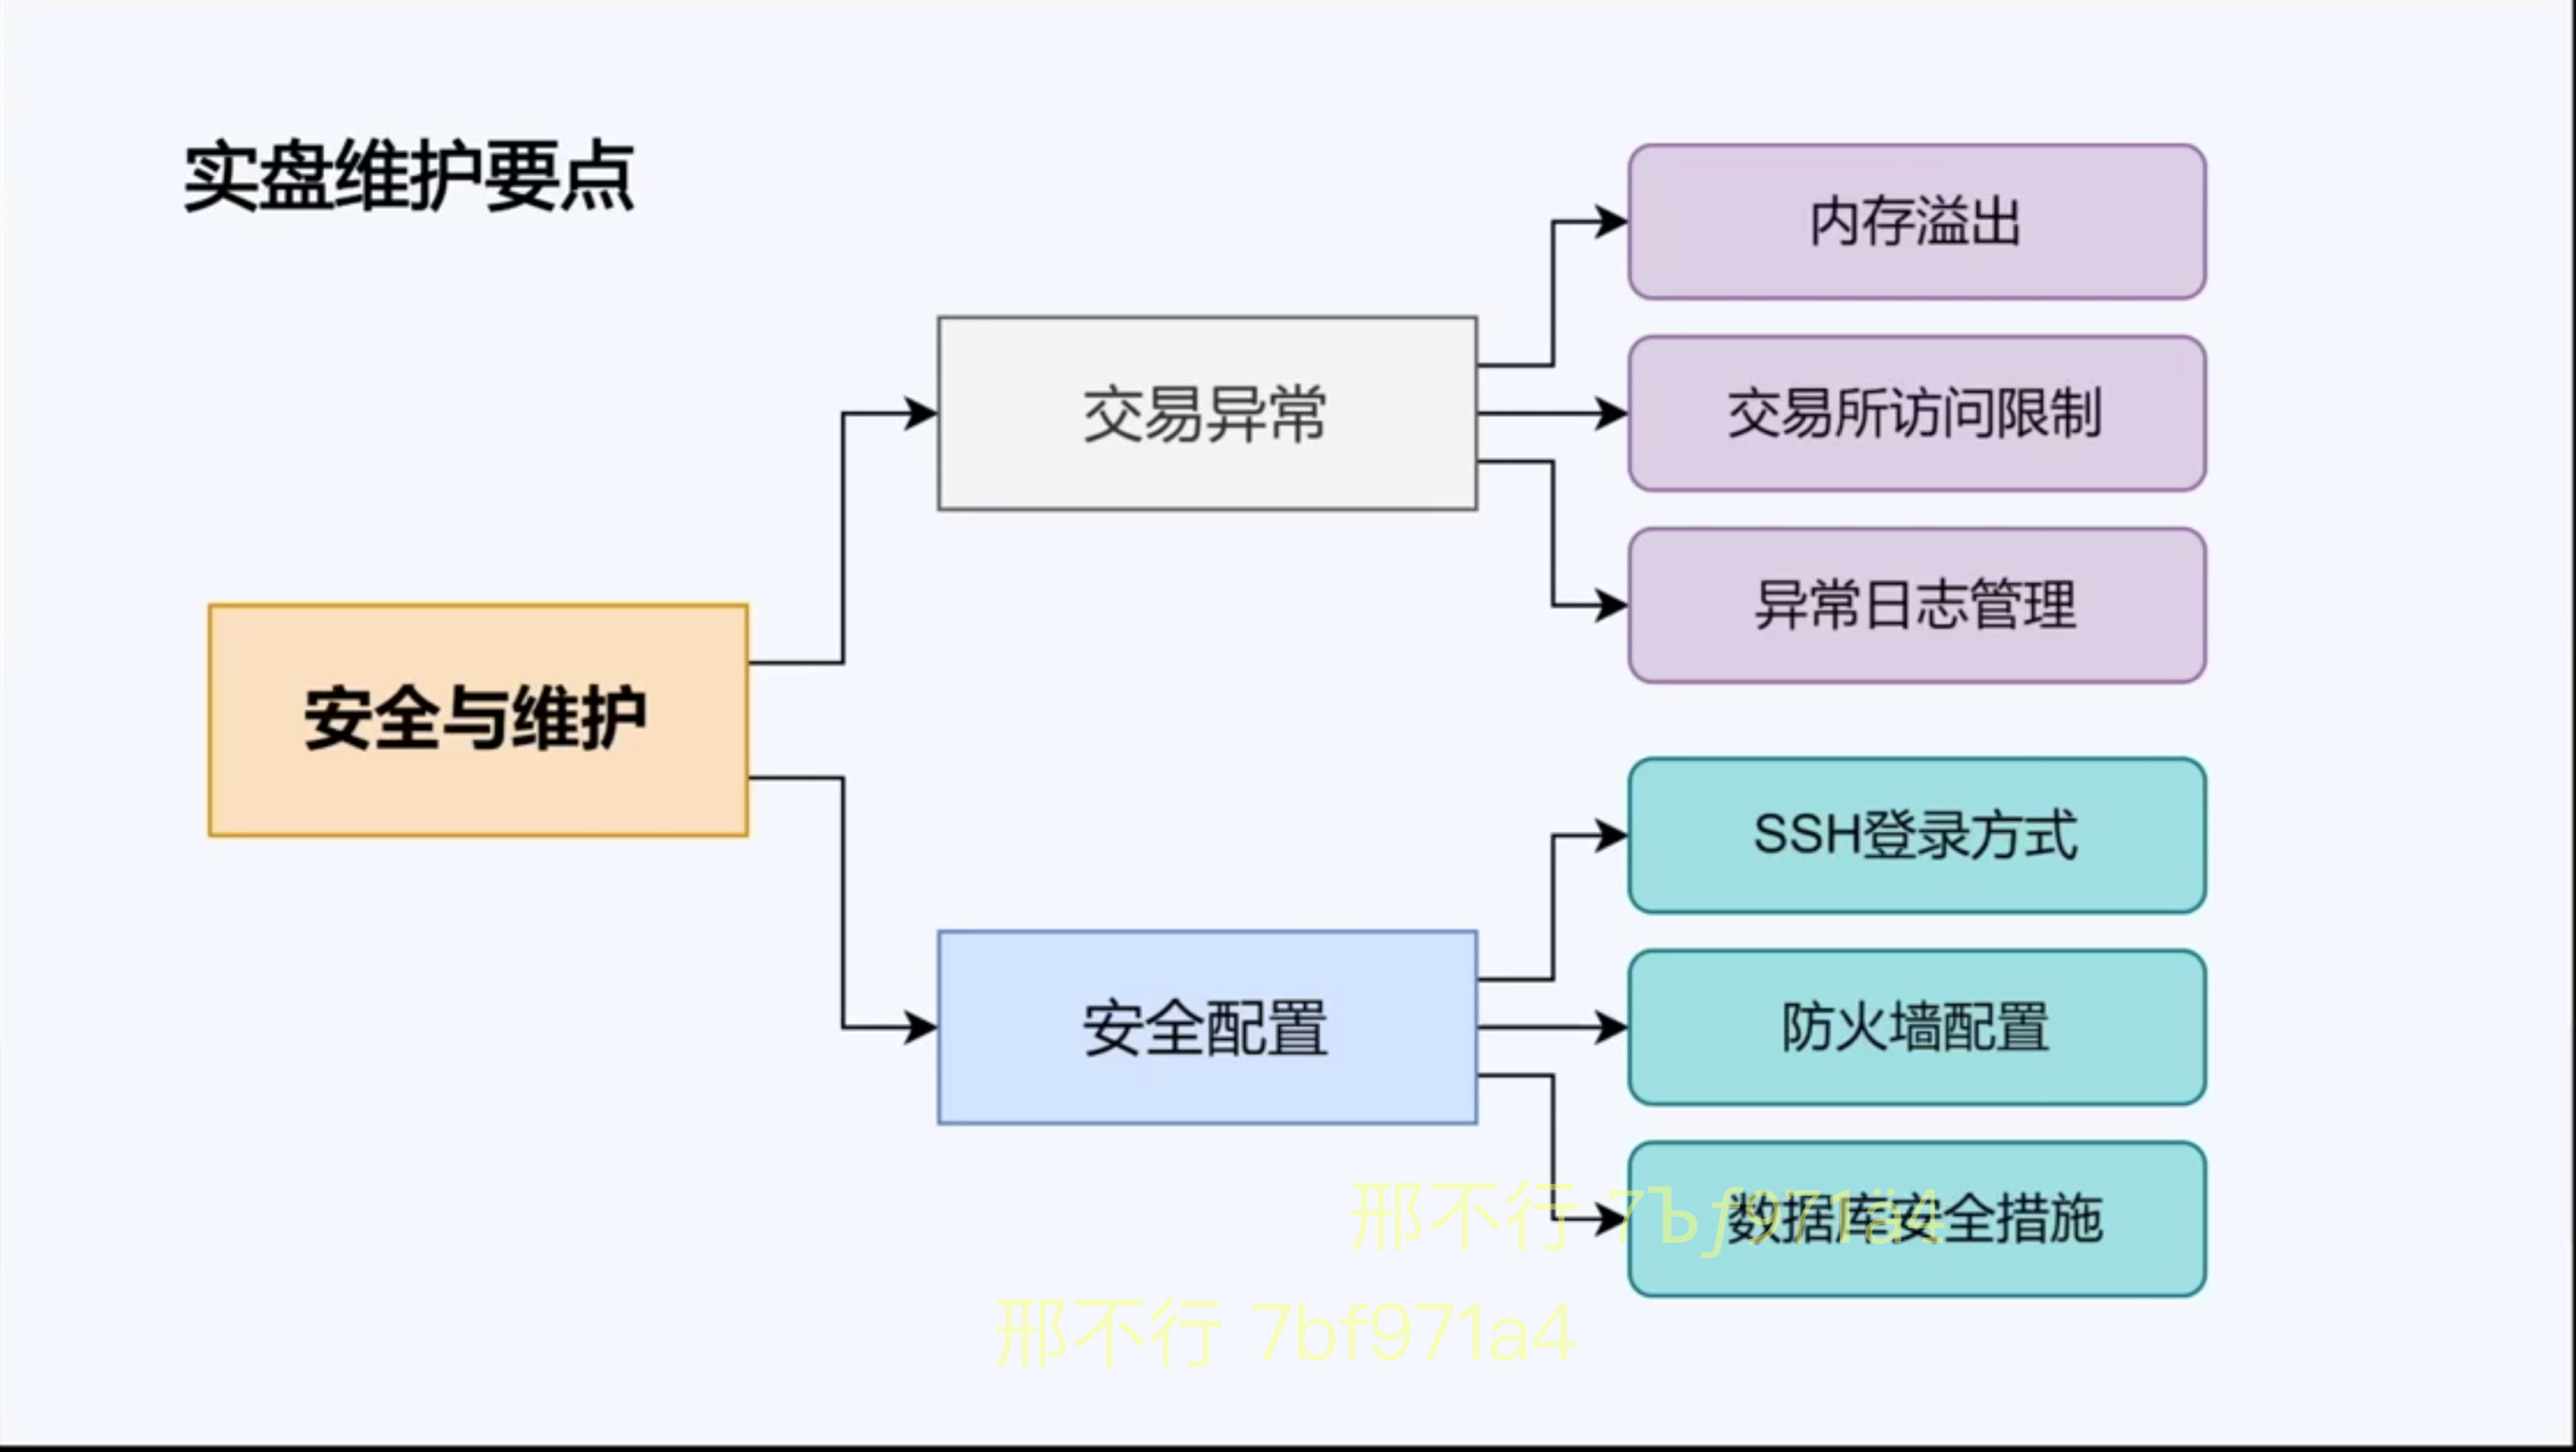 实盘维护要点
安全与维护
交易异常
内存溢出
交易所访问限制
异常日志管理
安全配置
SSH登录方式
防火墙配置
数据库安全措施
邢不行 7bf971a4
邢不行 7bf971a4